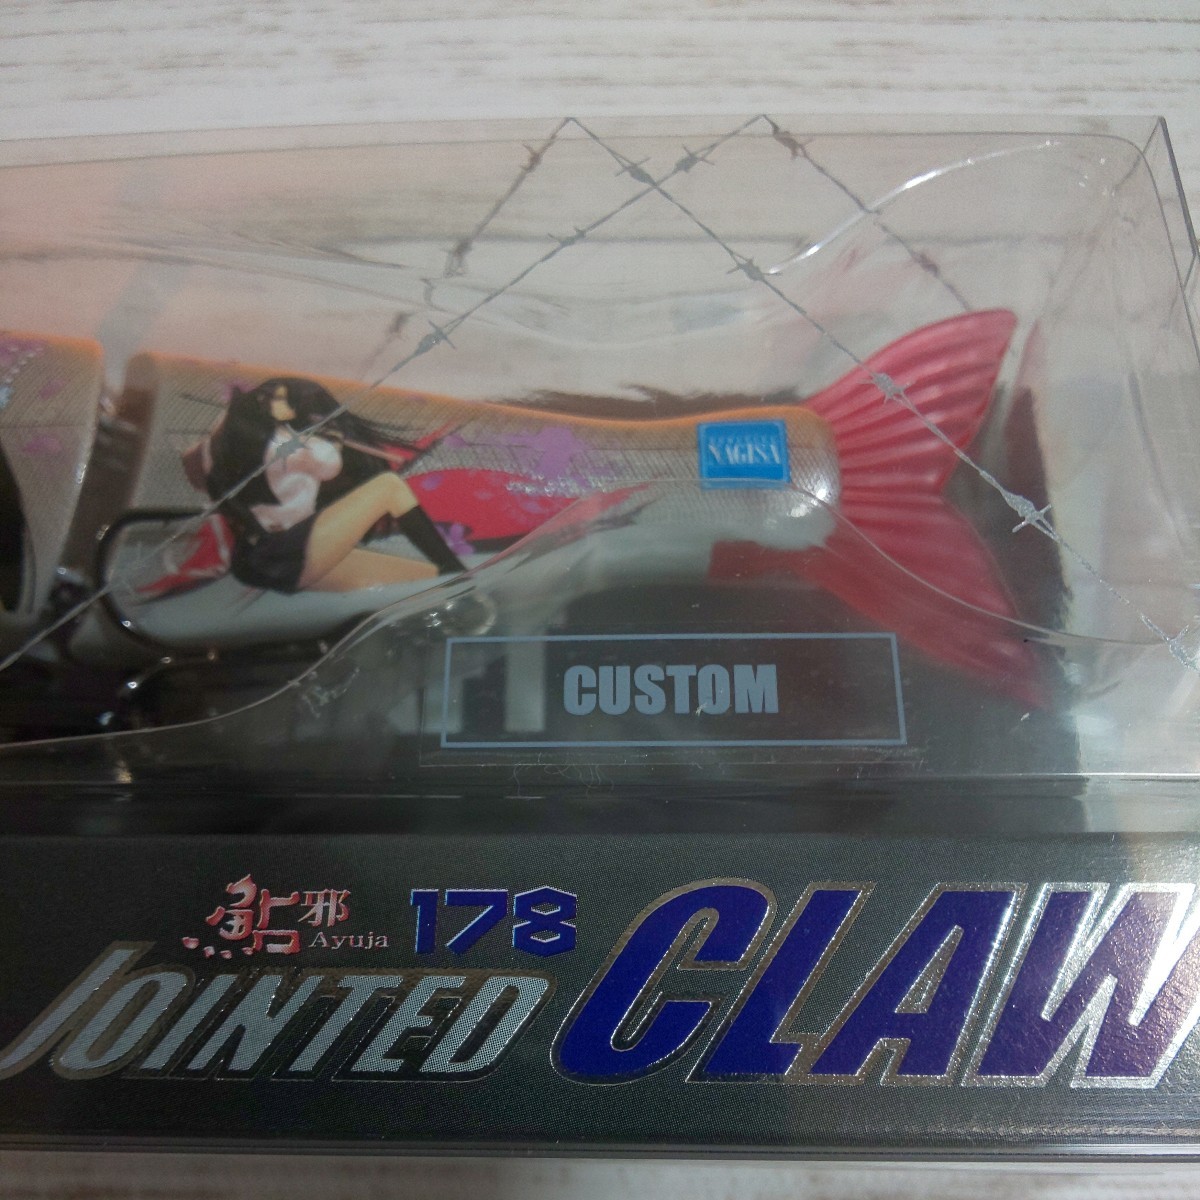 NAGISA
CUSTOM
鮎邪
Ayuja
178
JOINTED CLAW